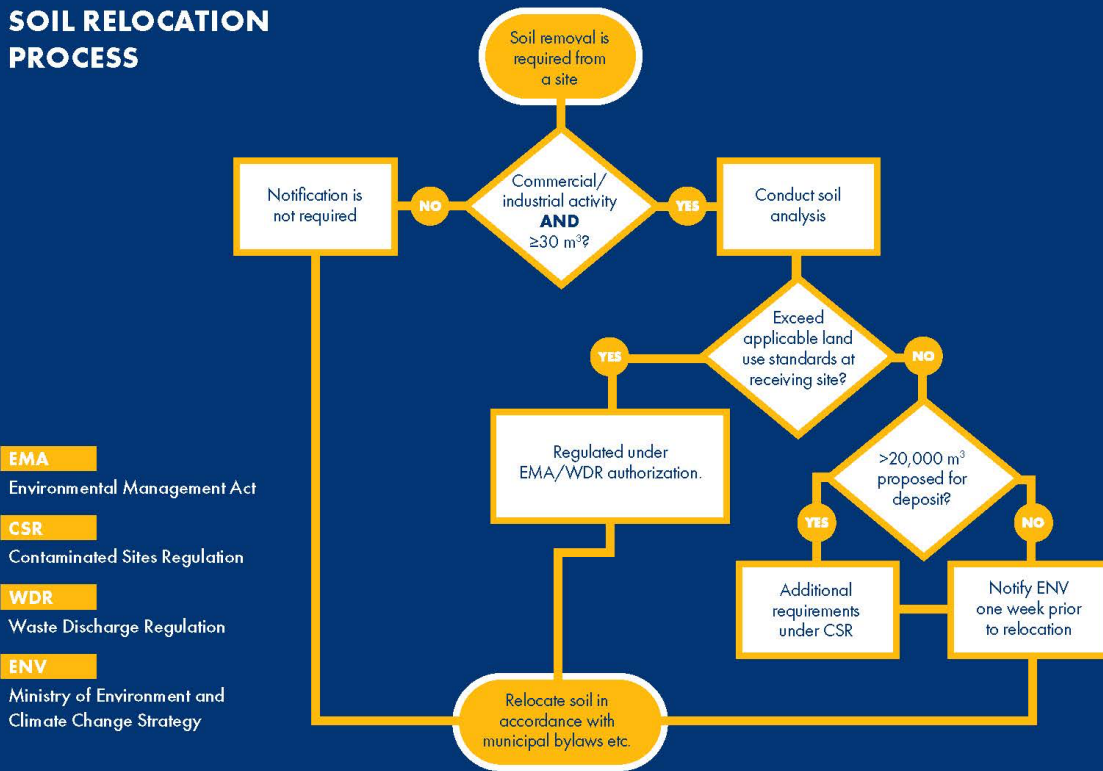 SOIL RELOCATION
PROCESS
Soil removal is
required from
a site
Notification is
not required
NO
Commercial/
industrial activity
AND
≥30 m³?
YES
Conduct soil
analysis
Exceed
applicable land
use standards at
receiving site?
YES
NO
Regulated under
EMA/WDR authorization.
>20,000 m³
proposed for
deposit?
YES
NO
Additional
requirements
under CSR
Notify ENV
one week prior
to relocation
Relocate soil in
accordance with
municipal bylaws etc.
EMA
Environmental Management Act
CSR
Contaminated Sites Regulation
WDR
Waste Discharge Regulation
ENV
Ministry of Environment and
Climate Change Strategy